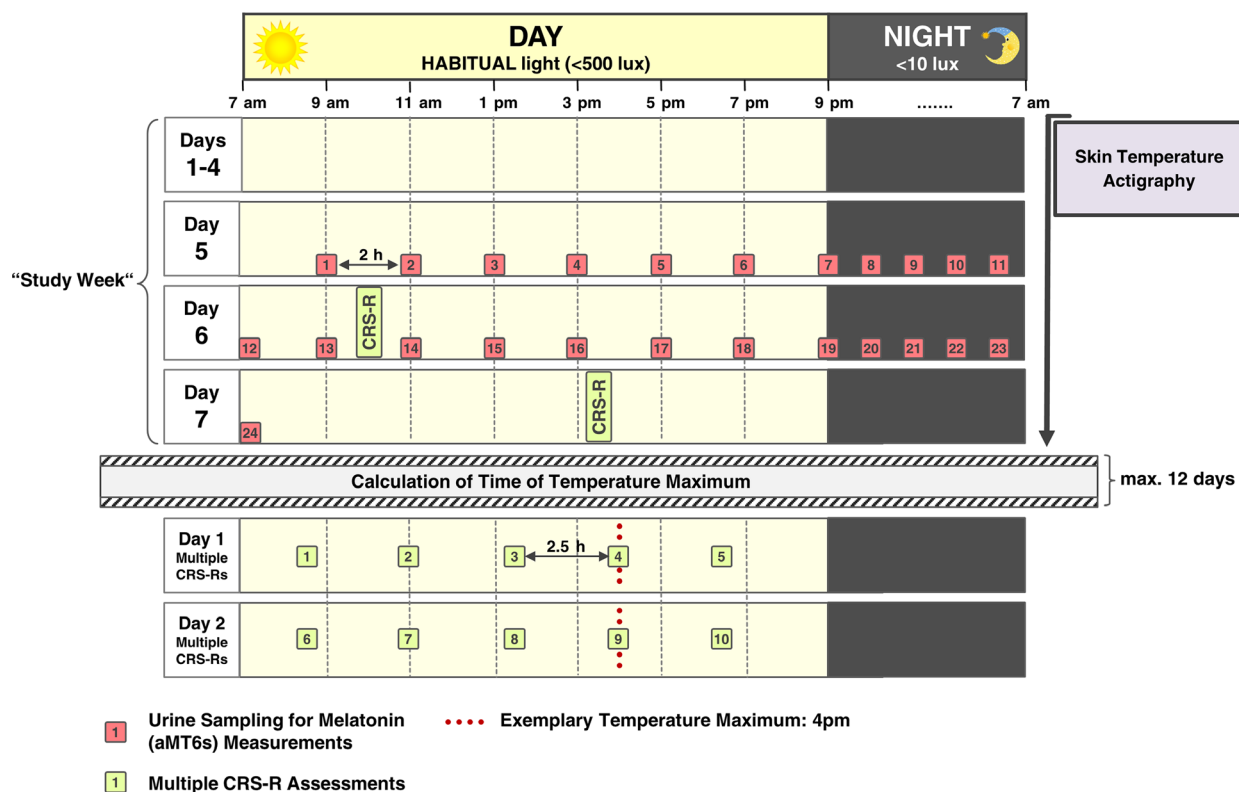 DAY
HABITUAL light (<500 lux)
NIGHT
<10 lux
7 am 9 am 11 am 1 pm 3 pm 5 pm 7 pm 9 pm ....... 7 am
Days
1-4
Skin Temperature
Actigraphy
Day
5
2 h
1 2 3 4 5 6 7 8 9 10 11
“Study Week“
Day
6
CRS-R
12 13 14 15 16 17 18 19 20 21 22 23
Day
7
CRS-R
24
Calculation of Time of Temperature Maximum
max. 12 days
Day 1
Multiple
CRS-Rs
2.5 h
1 2 3 4 5
Day 2
Multiple
CRS-Rs
6 7 8 9 10
1 Urine Sampling for Melatonin
(aMT6s) Measurements
Exemplary Temperature Maximum: 4pm
1 Multiple CRS-R Assessments